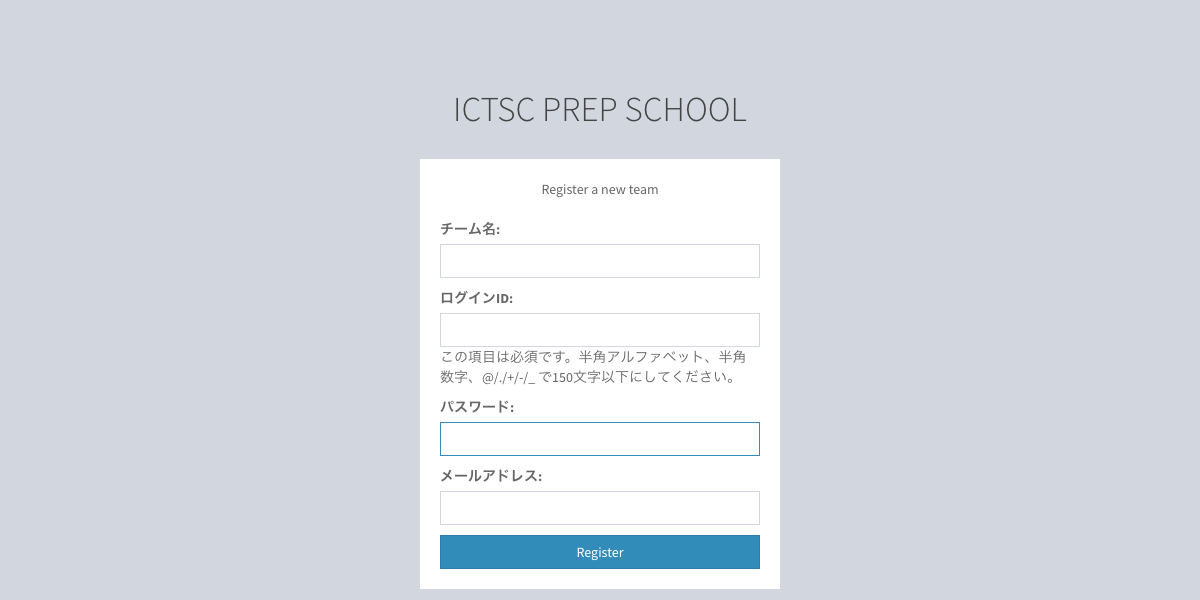 ICTSC PREP SCHOOL
Register a new team
チーム名:
ログインID:
この項目は必須です。半角アルファベット、半角
数字、@/./+/-/_ で150文字以下にしてください。
パスワード:
メールアドレス:
Register